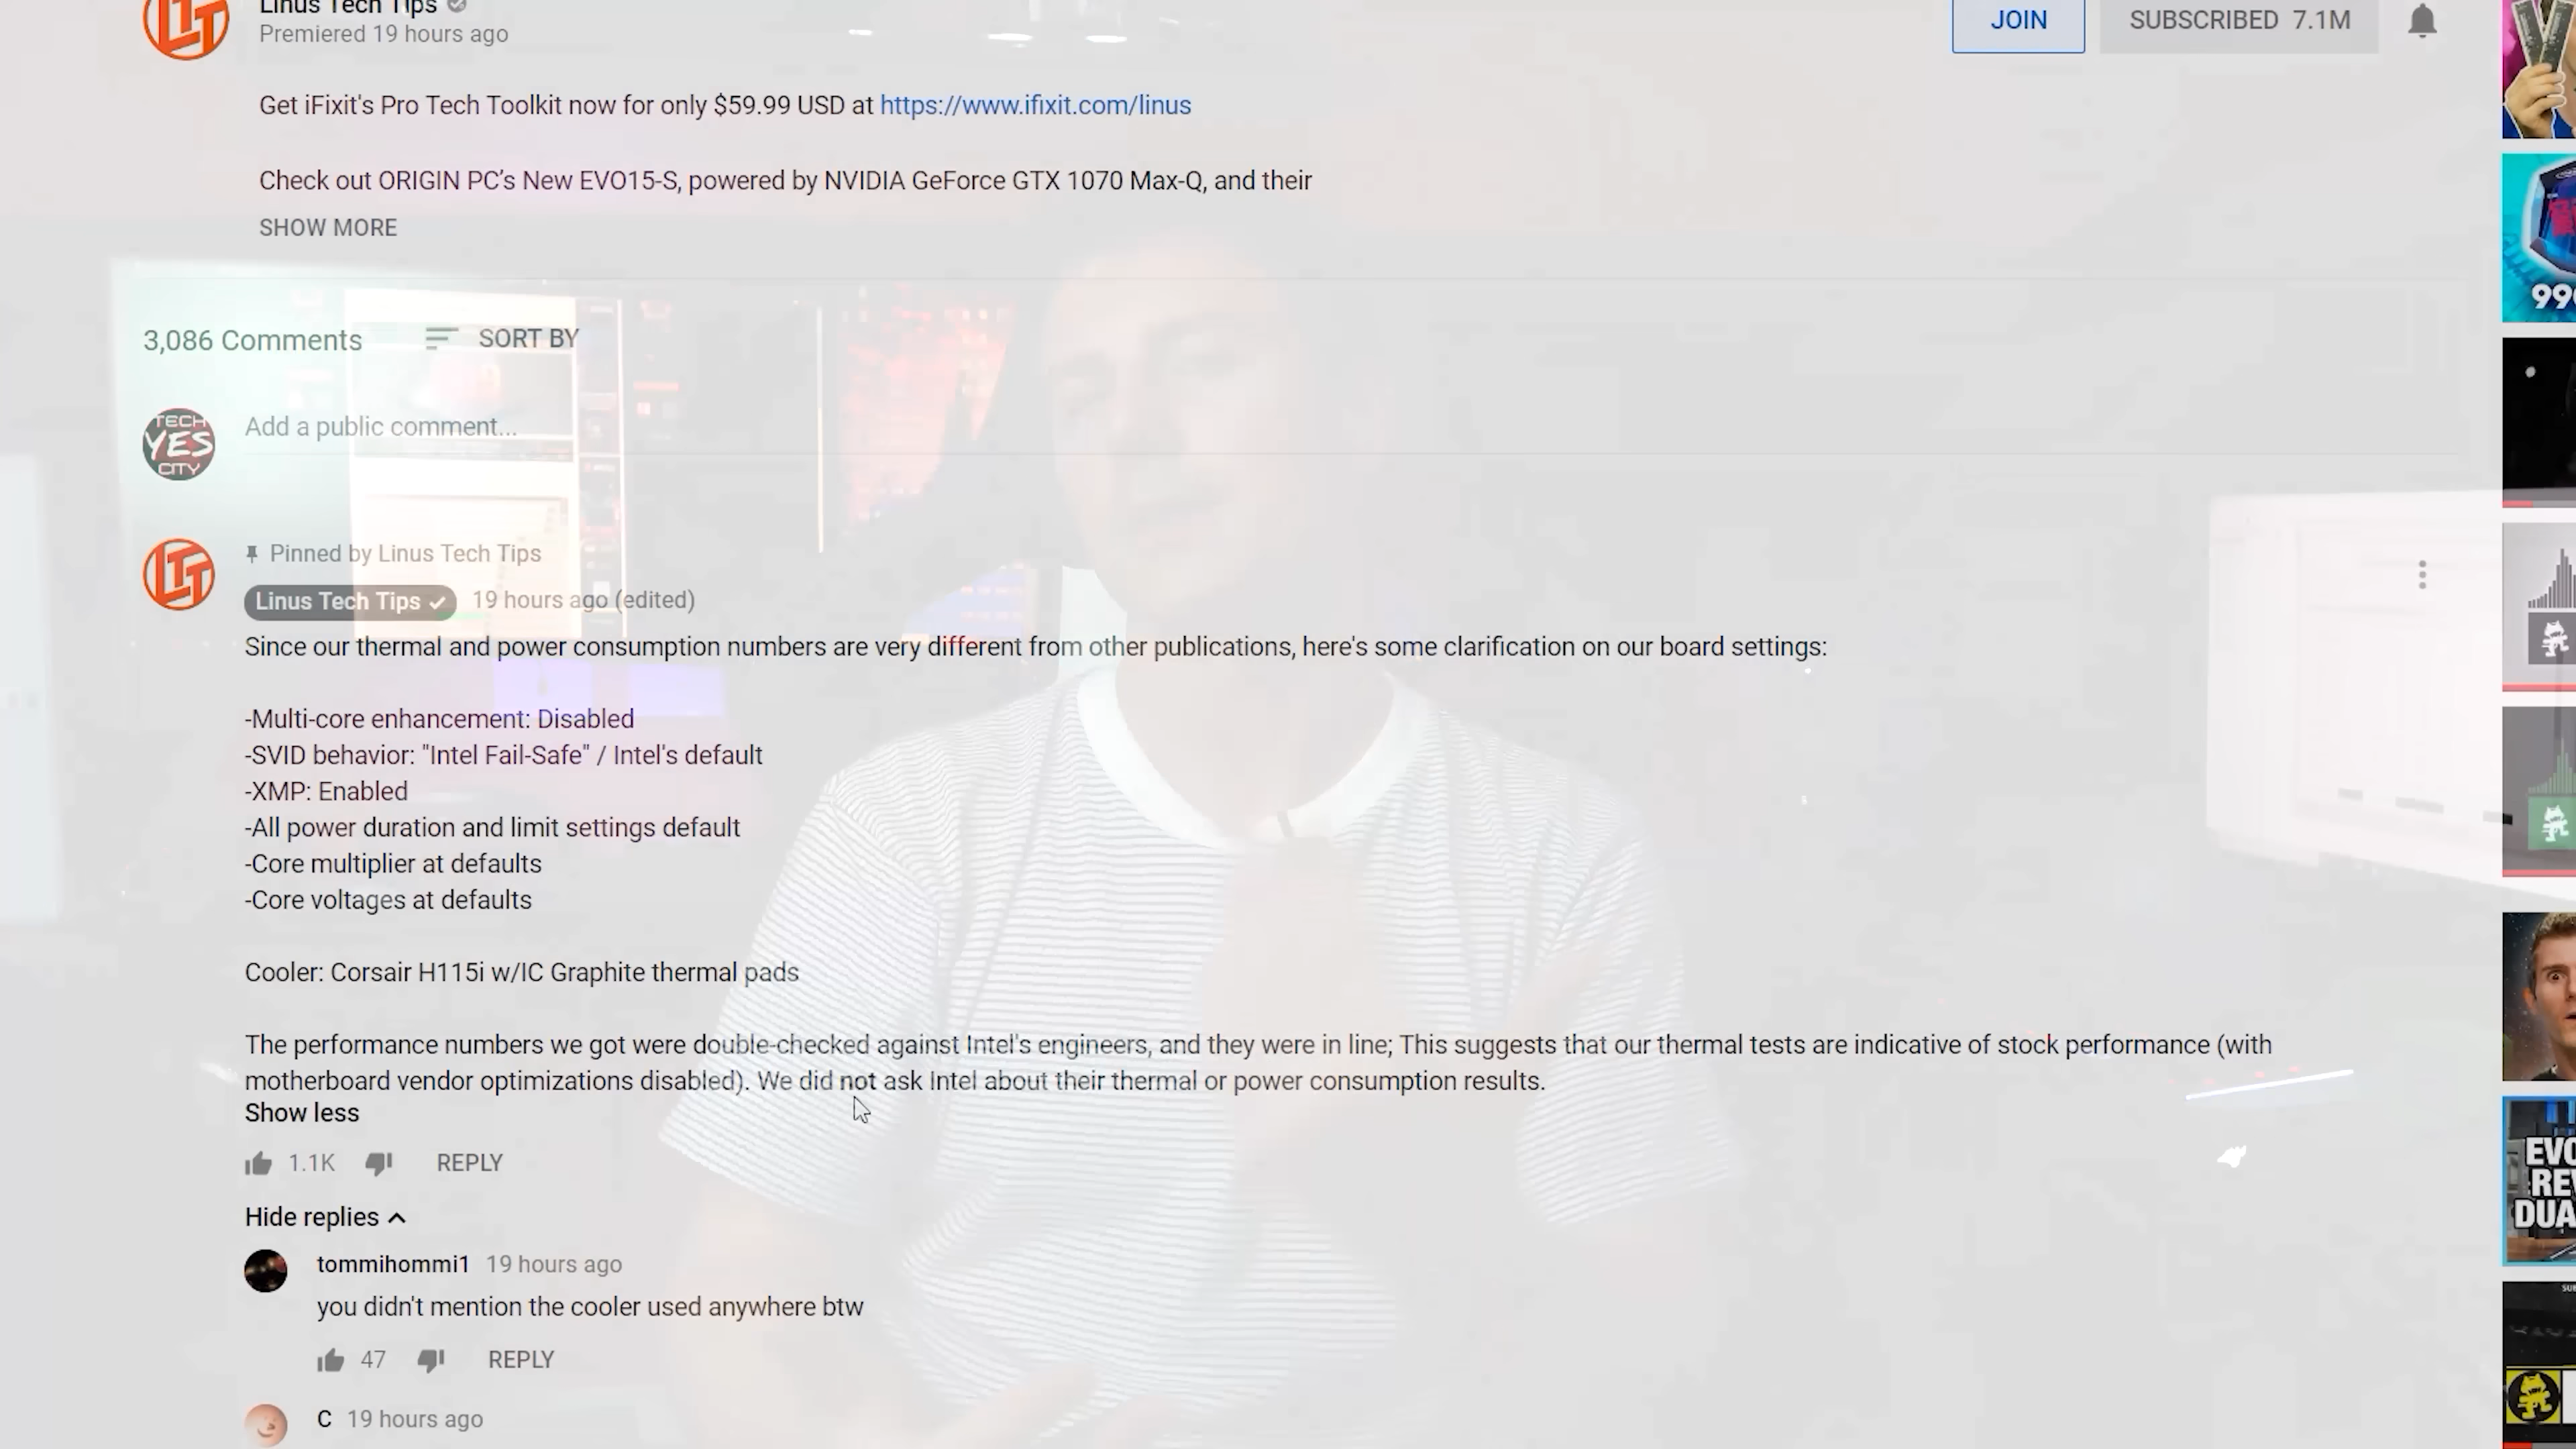 Linus Tech Tips
Premiered 19 hours ago
JOIN
SUBSCRIBED 7.1M
Get iFixit's Pro Tech Toolkit now for only $59.99 USD at https://www.ifixit.com/linus
Check out ORIGIN PC's New EVO15-S, powered by NVIDIA GeForce GTX 1070 Max-Q, and their
SHOW MORE
3,086 Comments
SORT BY
TECH
YES
CITY
Add a public comment...
Pinned by Linus Tech Tips
Linus Tech Tips
19 hours ago (edited)
Since our thermal and power consumption numbers are very different from other publications, here's some clarification on our board settings:
-Multi-core enhancement: Disabled
-SVID behavior: "Intel Fail-Safe" / Intel's default
-XMP: Enabled
-All power duration and limit settings default
-Core multiplier at defaults
-Core voltages at defaults
Cooler: Corsair H115i w/IC Graphite thermal pads
The performance numbers we got were double-checked against Intel's engineers, and they were in line; This suggests that our thermal tests are indicative of stock performance (with
motherboard vendor optimizations disabled). We did not ask Intel about their thermal or power consumption results.
Show less
1.1K
REPLY
Hide replies
tommihommi1 19 hours ago
you didn't mention the cooler used anywhere btw
47
REPLY
C 19 hours ago